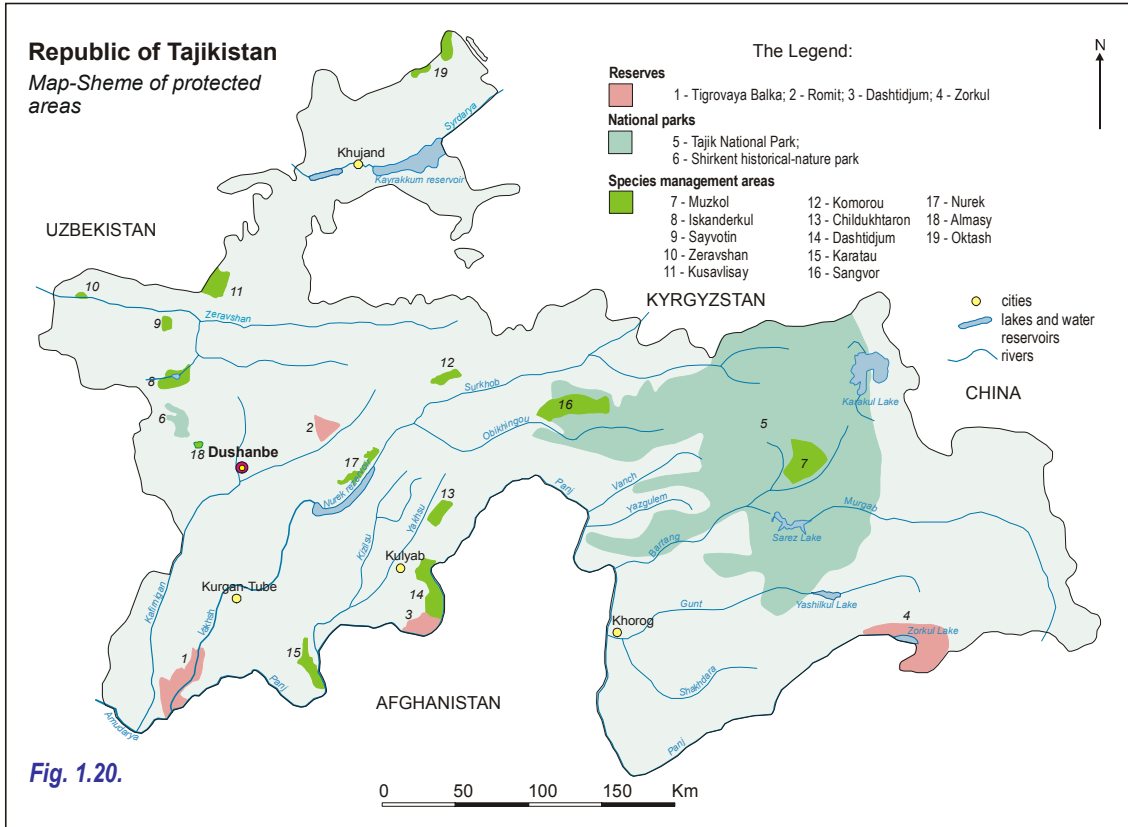 Republic of Tajikistan
Map-Sheme of protected
areas
The Legend:
Reserves
1 - Tigrovaya Balka; 2 - Romit; 3 - Dashtidjum; 4 - Zorkul
National parks
5 - Tajik National Park;
6 - Shirkent historical-nature park
Species management areas
7 - Muzkol
8 - Iskanderkul
9 - Sayvotin
10 - Zeravshan
11 - Kusavlisay
12 - Komorou
13 - Childukhtaron
14 - Dashtidjum
15 - Karatau
16 - Sangvor
17 - Nurek
18 - Almasy
19 - Oktash
cities
lakes and water
reservoirs
rivers
N
19
Syrdarya
Khujand
Kayrakkum reservoir
UZBEKISTAN
KYRGYZSTAN
CHINA
AFGHANISTAN
10
11
9
Zeravshan
8
12
Surkhob
6
2
16
Obikhingou
5
Karakul Lake
18
Dushanbe
17
Nurek reservoir
7
13
Panj
Vanch
Yazgulem
Murgab
Kizilsu
Yakhsu
Bartang
Sarez Lake
Kulyab
Kurgan-Tube
Kafirnigan
Vakhsh
14
3
Gunt
Yashilkul Lake
Khorog
4
Zorkul Lake
1
15
Panj
Shakhdara
Amudarya
Panj
Fig. 1.20.
0 50 100 150 Km